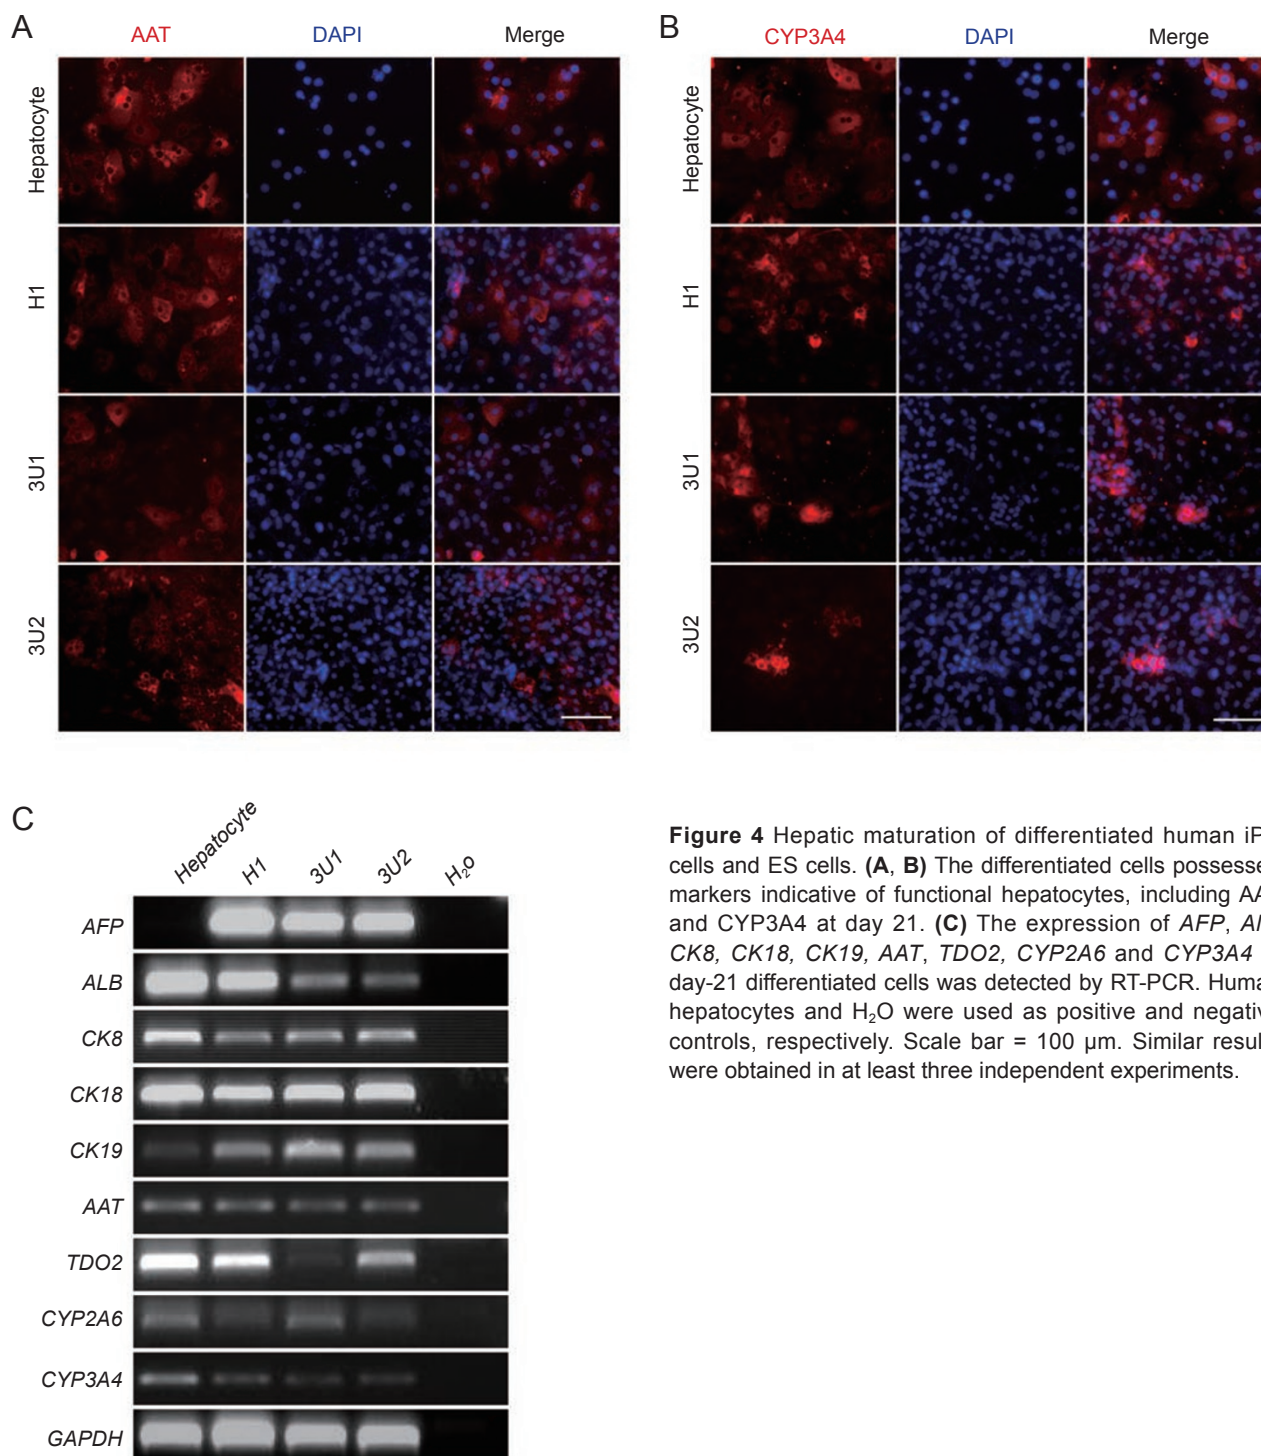 A
AAT DAPI Merge
Hepatocyte
H1
3U1
3U2
B
CYP3A4 DAPI Merge
Hepatocyte
H1
3U1
3U2
C
Hepatocyte H1 3U1 3U2 H₂o
AFP
ALB
CK8
CK18
CK19
AAT
TDO2
CYP2A6
CYP3A4
GAPDH
Figure 4 Hepatic maturation of differentiated human iP
cells and ES cells. (A, B) The differentiated cells possesse
markers indicative of functional hepatocytes, including AA
and CYP3A4 at day 21. (C) The expression of AFP, Al
CK8, CK18, CK19, AAT, TDO2, CYP2A6 and CYP3A4
day-21 differentiated cells was detected by RT-PCR. Huma
hepatocytes and H₂O were used as positive and negativ
controls, respectively. Scale bar = 100 µm. Similar resul
were obtained in at least three independent experiments.